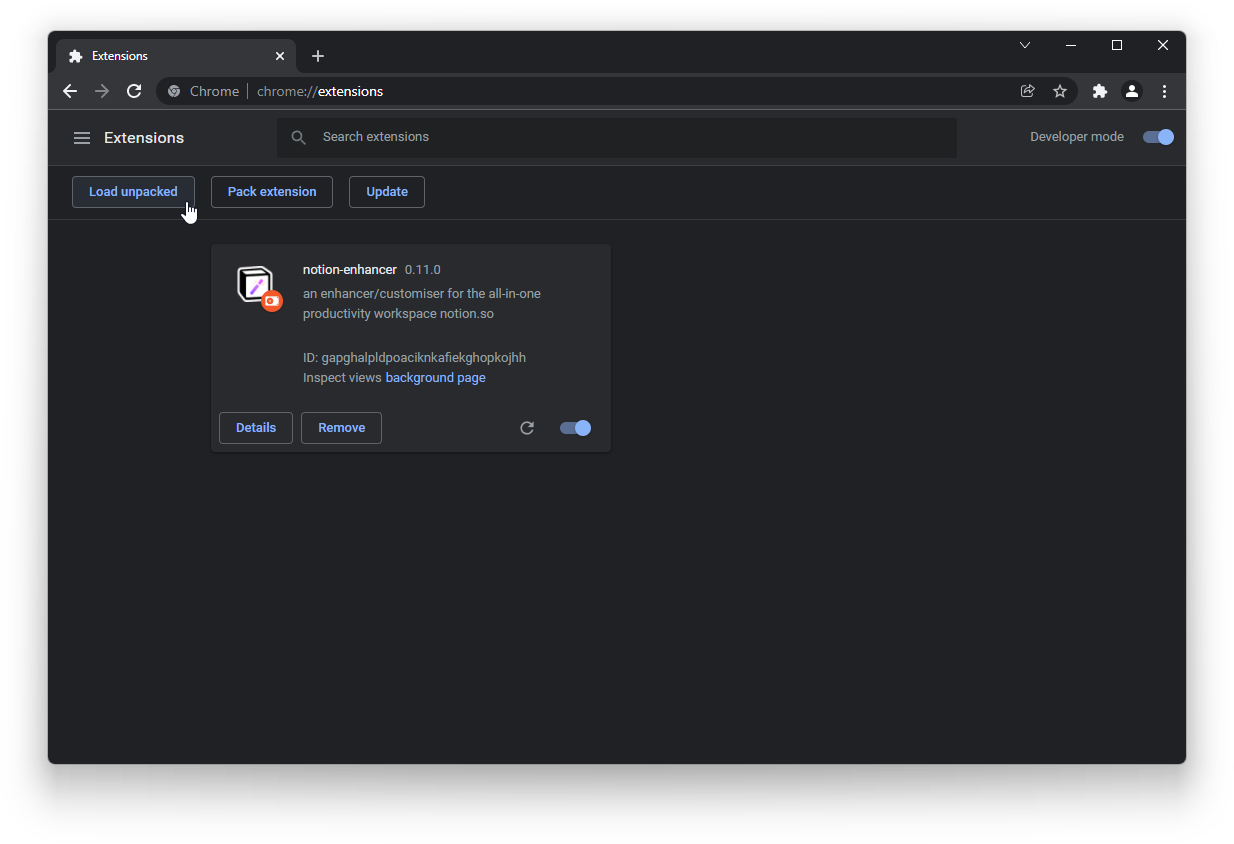 Extensions
Chrome | chrome://extensions
Extensions
Search extensions
Developer mode
Load unpacked
Pack extension
Update
notion-enhancer 0.11.0
an enhancer/customiser for the all-in-one
productivity workspace notion.so
ID: gapghalpldpoaciknkafiekghopkojhh
Inspect views background page
Details
Remove